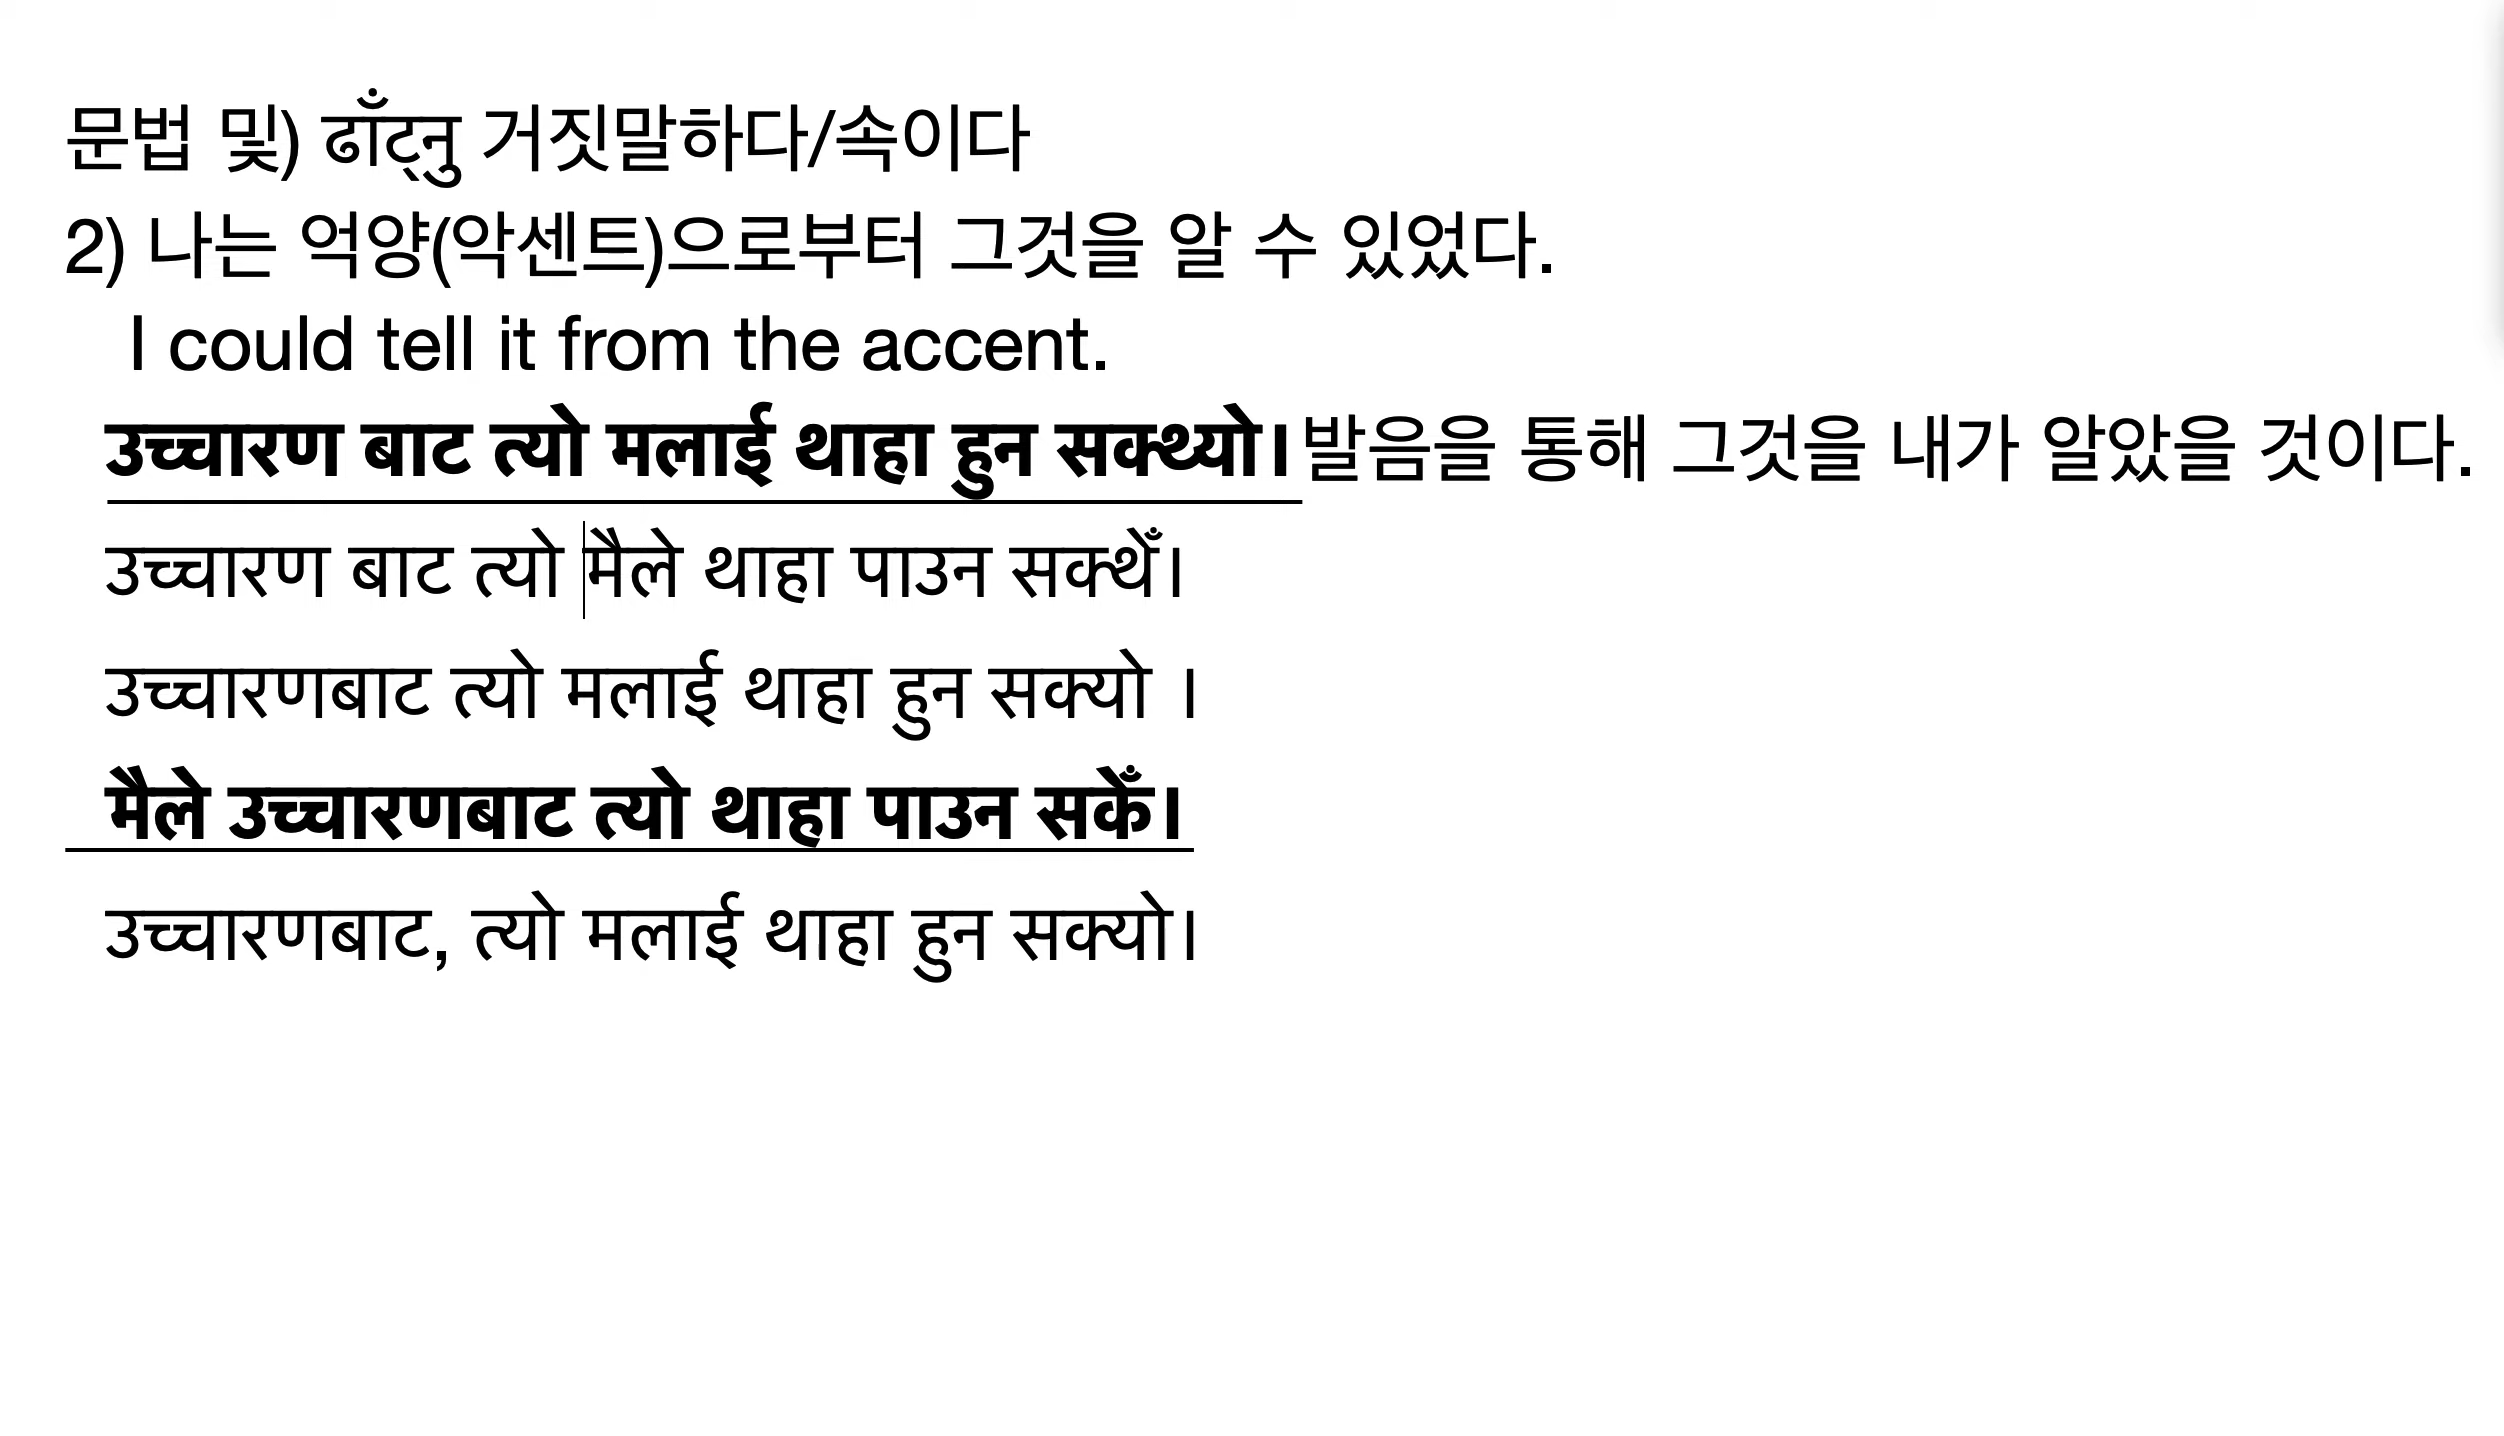 문법 및) ढाँट्नु 거짓말하다/속이다
2) 나는 억양(악센트)으로부터 그것을 알 수 있었다.
I could tell it from the accent.
उच्चारण बाट त्यो मलाई थाहा हुन सक्थ्यो। 발음을 통해 그것을 내가 알았을 것이다.
उच्चारण बाट त्यो मैले थाहा पाउन सक्थेँ।
उच्चारणबाट त्यो मलाई थाहा हुन सक्यो ।
मैले उच्चारणबाट त्यो थाहा पाउन सकेँ।
उच्चारणबाट, त्यो मलाई थाहा हुन सक्यो।